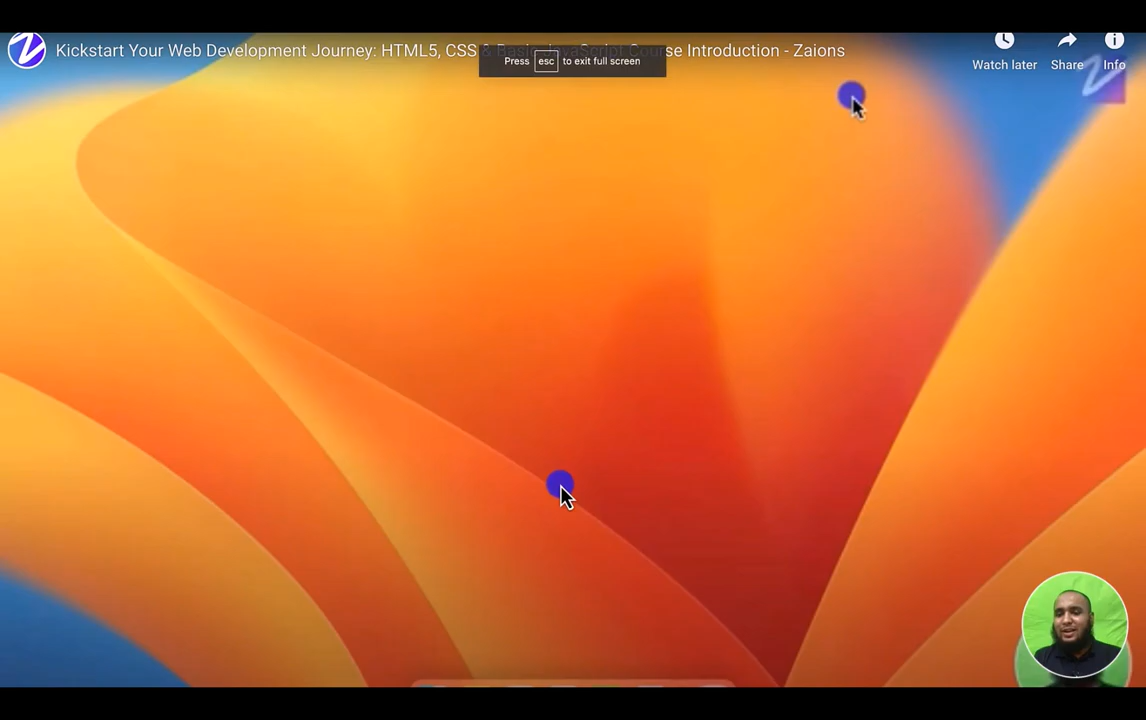 Kickstart Your Web Development Journey: HTML5, CSS & Basic JavaScript Course Introduction - Zaions
Press esc to exit full screen
Watch later
Share
Info